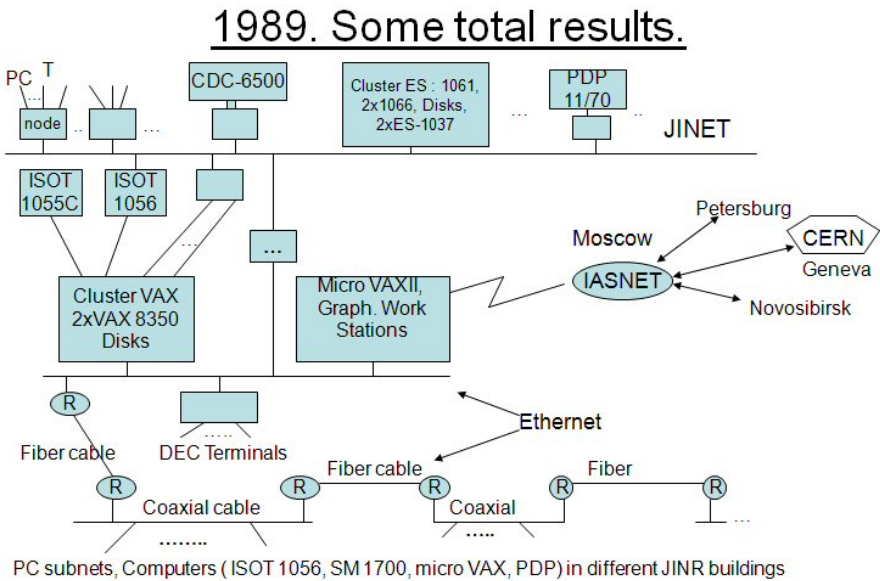 1989. Some total results.
PC T
...
node
..
...
CDC-6500
Cluster ES : 1061,
2x1066, Disks,
2xES-1037
...
PDP
11/70
..
JINET
ISOT
1055C
ISOT
1056
...
...
Cluster VAX
2xVAX 8350
Disks
Micro VAXII,
Graph. Work
Stations
Moscow
IASNET
Petersburg
CERN
Geneva
Novosibirsk
R
.....
Ethernet
Fiber cable
DEC Terminals
R
Coaxial cable
........
R
Fiber cable
R
Coaxial
.....
R
Fiber
R
...
PC subnets, Computers ( ISOT 1056, SM 1700, micro VAX, PDP) in different JINR buildings